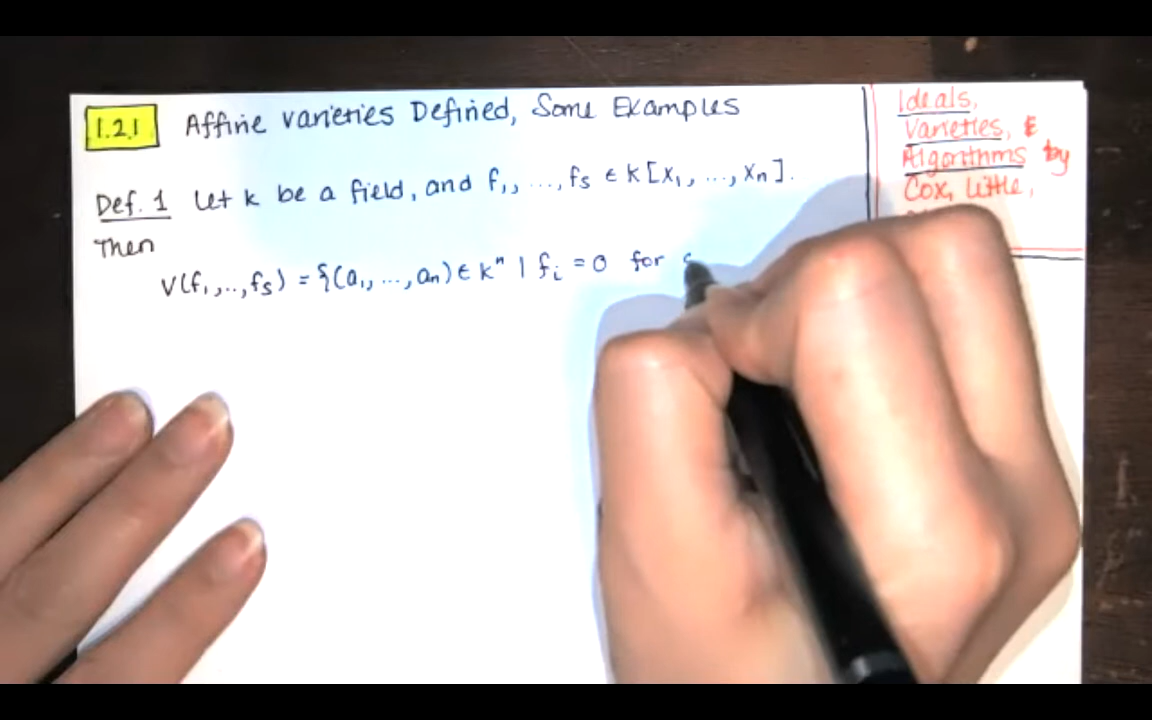 1.2.1 Affine varieties Defined, Some Examples
Def. 1 Let k be a field, and f₁, ..., fs ∈ k[x₁, ..., xn].
Then
V(f₁,..,fs) = {(a₁, ..., an) ∈ kⁿ | fᵢ = 0 for
Ideals,
Varieties, &
Algorithms by
Cox, Little,